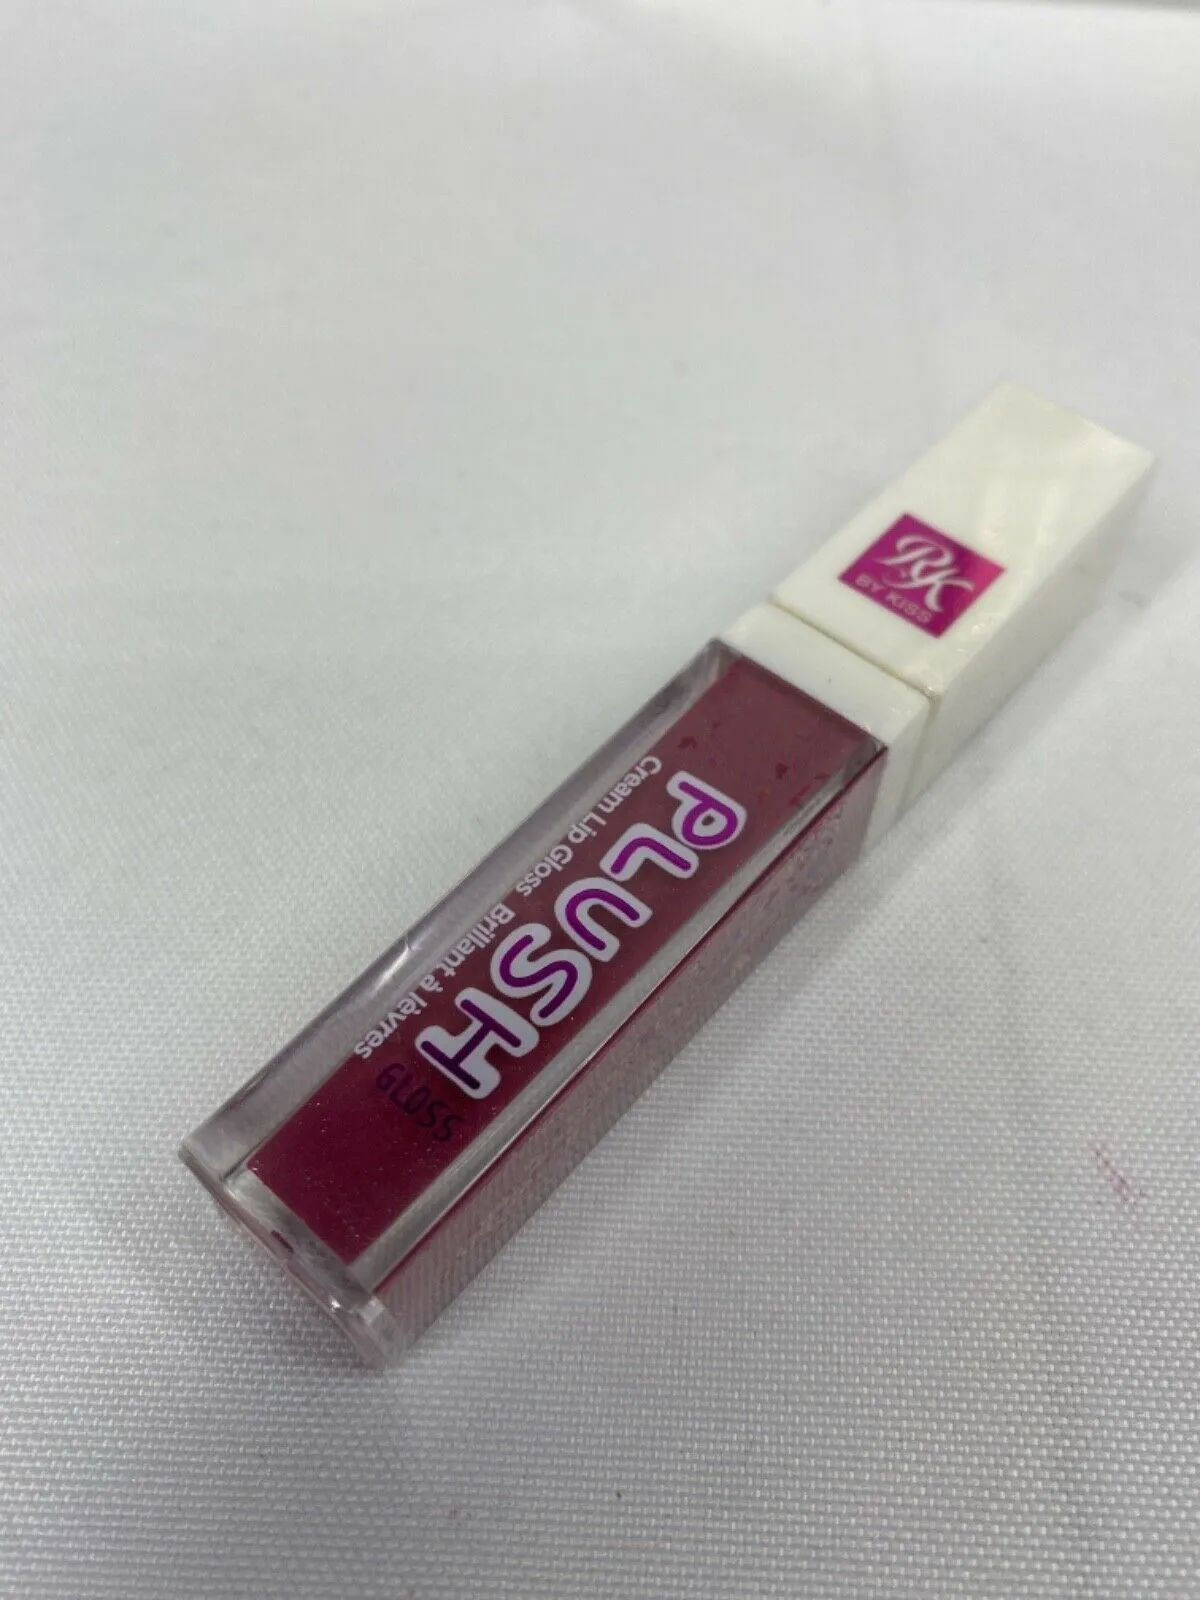 RK
BY KISS
PLUSH
GLOSS
Cream Lip Gloss Brillant à lèvres